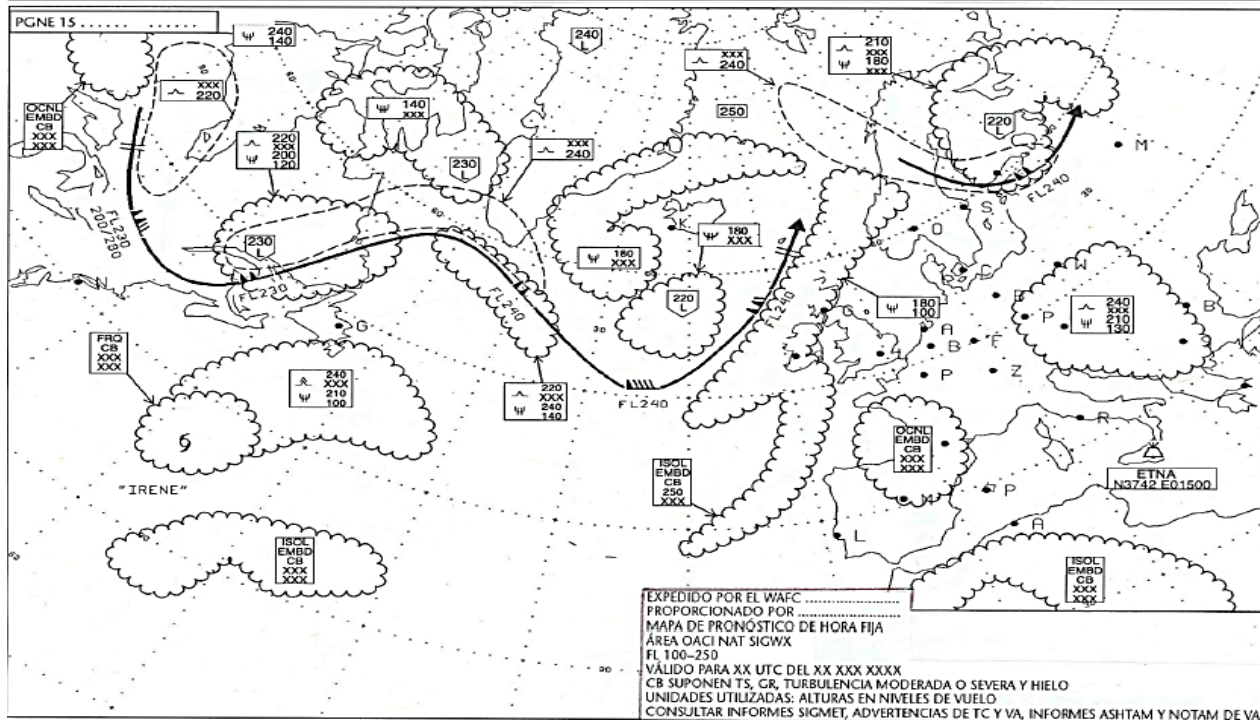 PGNE 15 . . . . . . . . . . . . .
240
140
240
L
XXX
240
210
XXX
180
XXX
XXX
220
OCNL
EMBD
CB
XXX
XXX
140
XXX
250
220
L
M
220
XXX
200
120
230
L
XXX
240
FL240
30
FL230
200/280
60
S
K
180
XXX
O
230
L
180
XXX
W
N
FL230
FL240
220
L
FL240
180
100
240
XXX
210
130
B
P
G
30
A
B
F
P
Z
FRQ
CB
XXX
XXX
240
XXX
210
100
220
XXX
240
140
FL240
R
OCNL
EMBD
CB
XXX
XXX
ISOL
EMBD
CB
250
XXX
ETNA
N3742 E01500
"IRENE"
P
L
A
ISOL
EMBD
CB
XXX
XXX
ISOL
EMBD
CB
XXX
XXX
EXPEDIDO POR EL WAFC ........................
PROPORCIONADO POR ........................
MAPA DE PRONÓSTICO DE HORA FIJA
ÁREA OACI NAT SIGWX
FL 100–250
VÁLIDO PARA XX UTC DEL XX XXX XXXX
CB SUPONEN TS, GR, TURBULENCIA MODERADA O SEVERA Y HIELO
UNIDADES UTILIZADAS: ALTURAS EN NIVELES DE VUELO
CONSULTAR INFORMES SIGMET, ADVERTENCIAS DE TC Y VA, INFORMES ASHTAM Y NOTAM DE VA